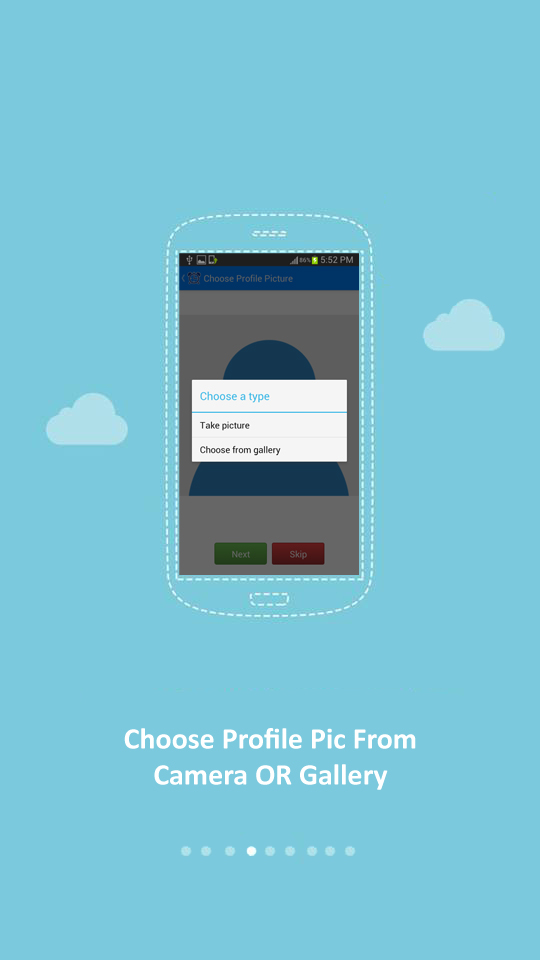 86% 5:52 PM
Choose Profile Picture
Choose a type
Take picture
Choose from gallery
Next Skip
Choose Profile Pic From
Camera OR Gallery